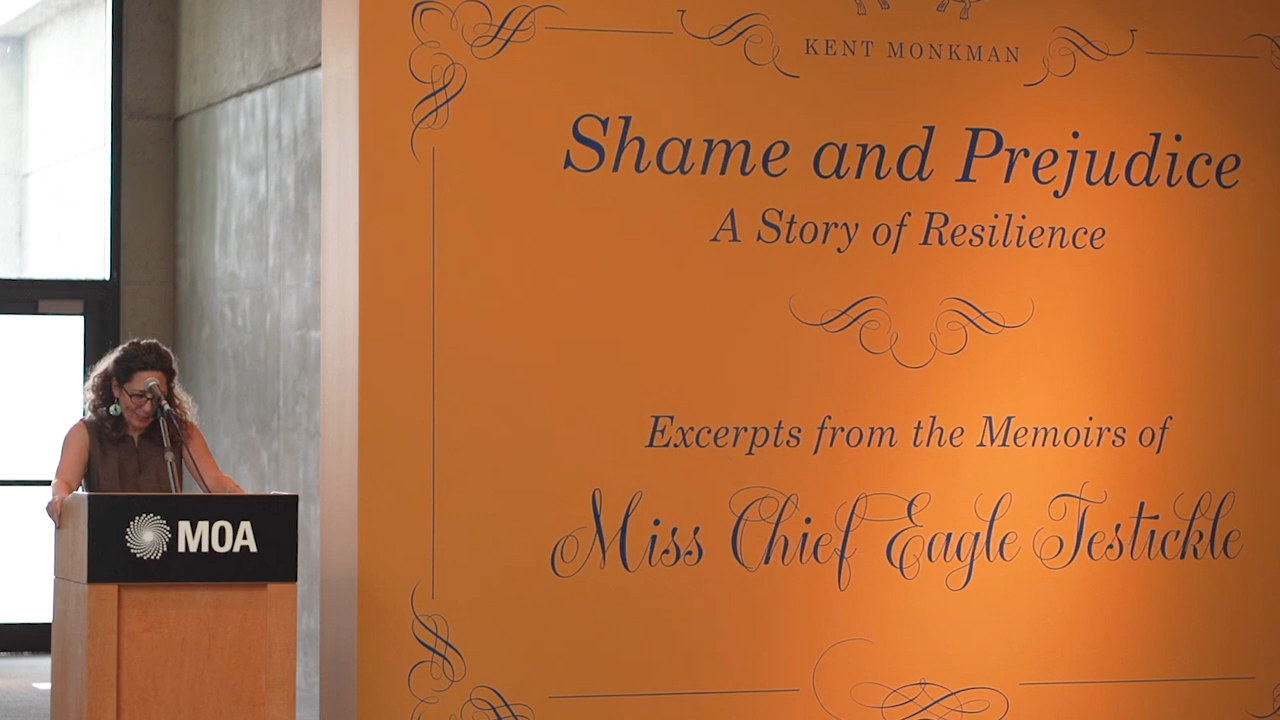 KENT MONKMAN
Shame and Prejudice
A Story of Resilience
Excerpts from the Memoirs of
Miss Chief Eagle Testickle
MOA